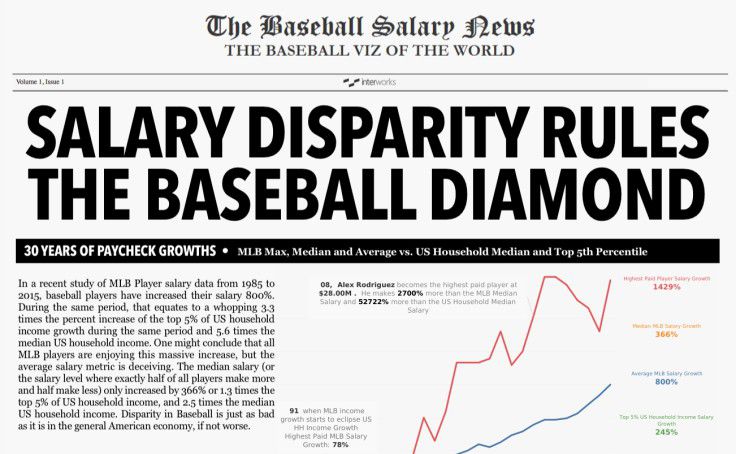 The Baseball Salary News
THE BASEBALL VIZ OF THE WORLD
Volume 1, Issue 1
interworks
SALARY DISPARITY RULES
THE BASEBALL DIAMOND
30 YEARS OF PAYCHECK GROWTHS • MLB Max, Median and Average vs. US Household Median and Top 5th Percentile
In a recent study of MLB Player salary data from 1985 to
2015, baseball players have increased their salary 800%.
During the same period, that equates to a whopping 3.3
times the percent increase of the top 5% of US household
income growth during the same period and 5.6 times the
median US household income. One might conclude that all
MLB players are enjoying this massive increase, but the
average salary metric is deceiving. The median salary (or
the salary level where exactly half of all players make more
and half make less) only increased by 366% or 1.3 times the
top 5% of US household income, and 2.5 times the median
US household income. Disparity in Baseball is just as bad
as it is in the general American economy, if not worse.
08, Alex Rodriguez becomes the highest paid player at
$28.00M . He makes 2700% more than the MLB Median
Salary and 52722% more than the US Household Median
Salary
91 when MLB income
growth starts to eclipse US
HH Income Growth
Highest Paid MLB Salary
Growth: 78%
Highest Paid Player Salary Growth
1429%
Median MLB Salary Growth
366%
Average MLB Salary Growth
800%
Top 5% US Household Income Salary
Growth
245%